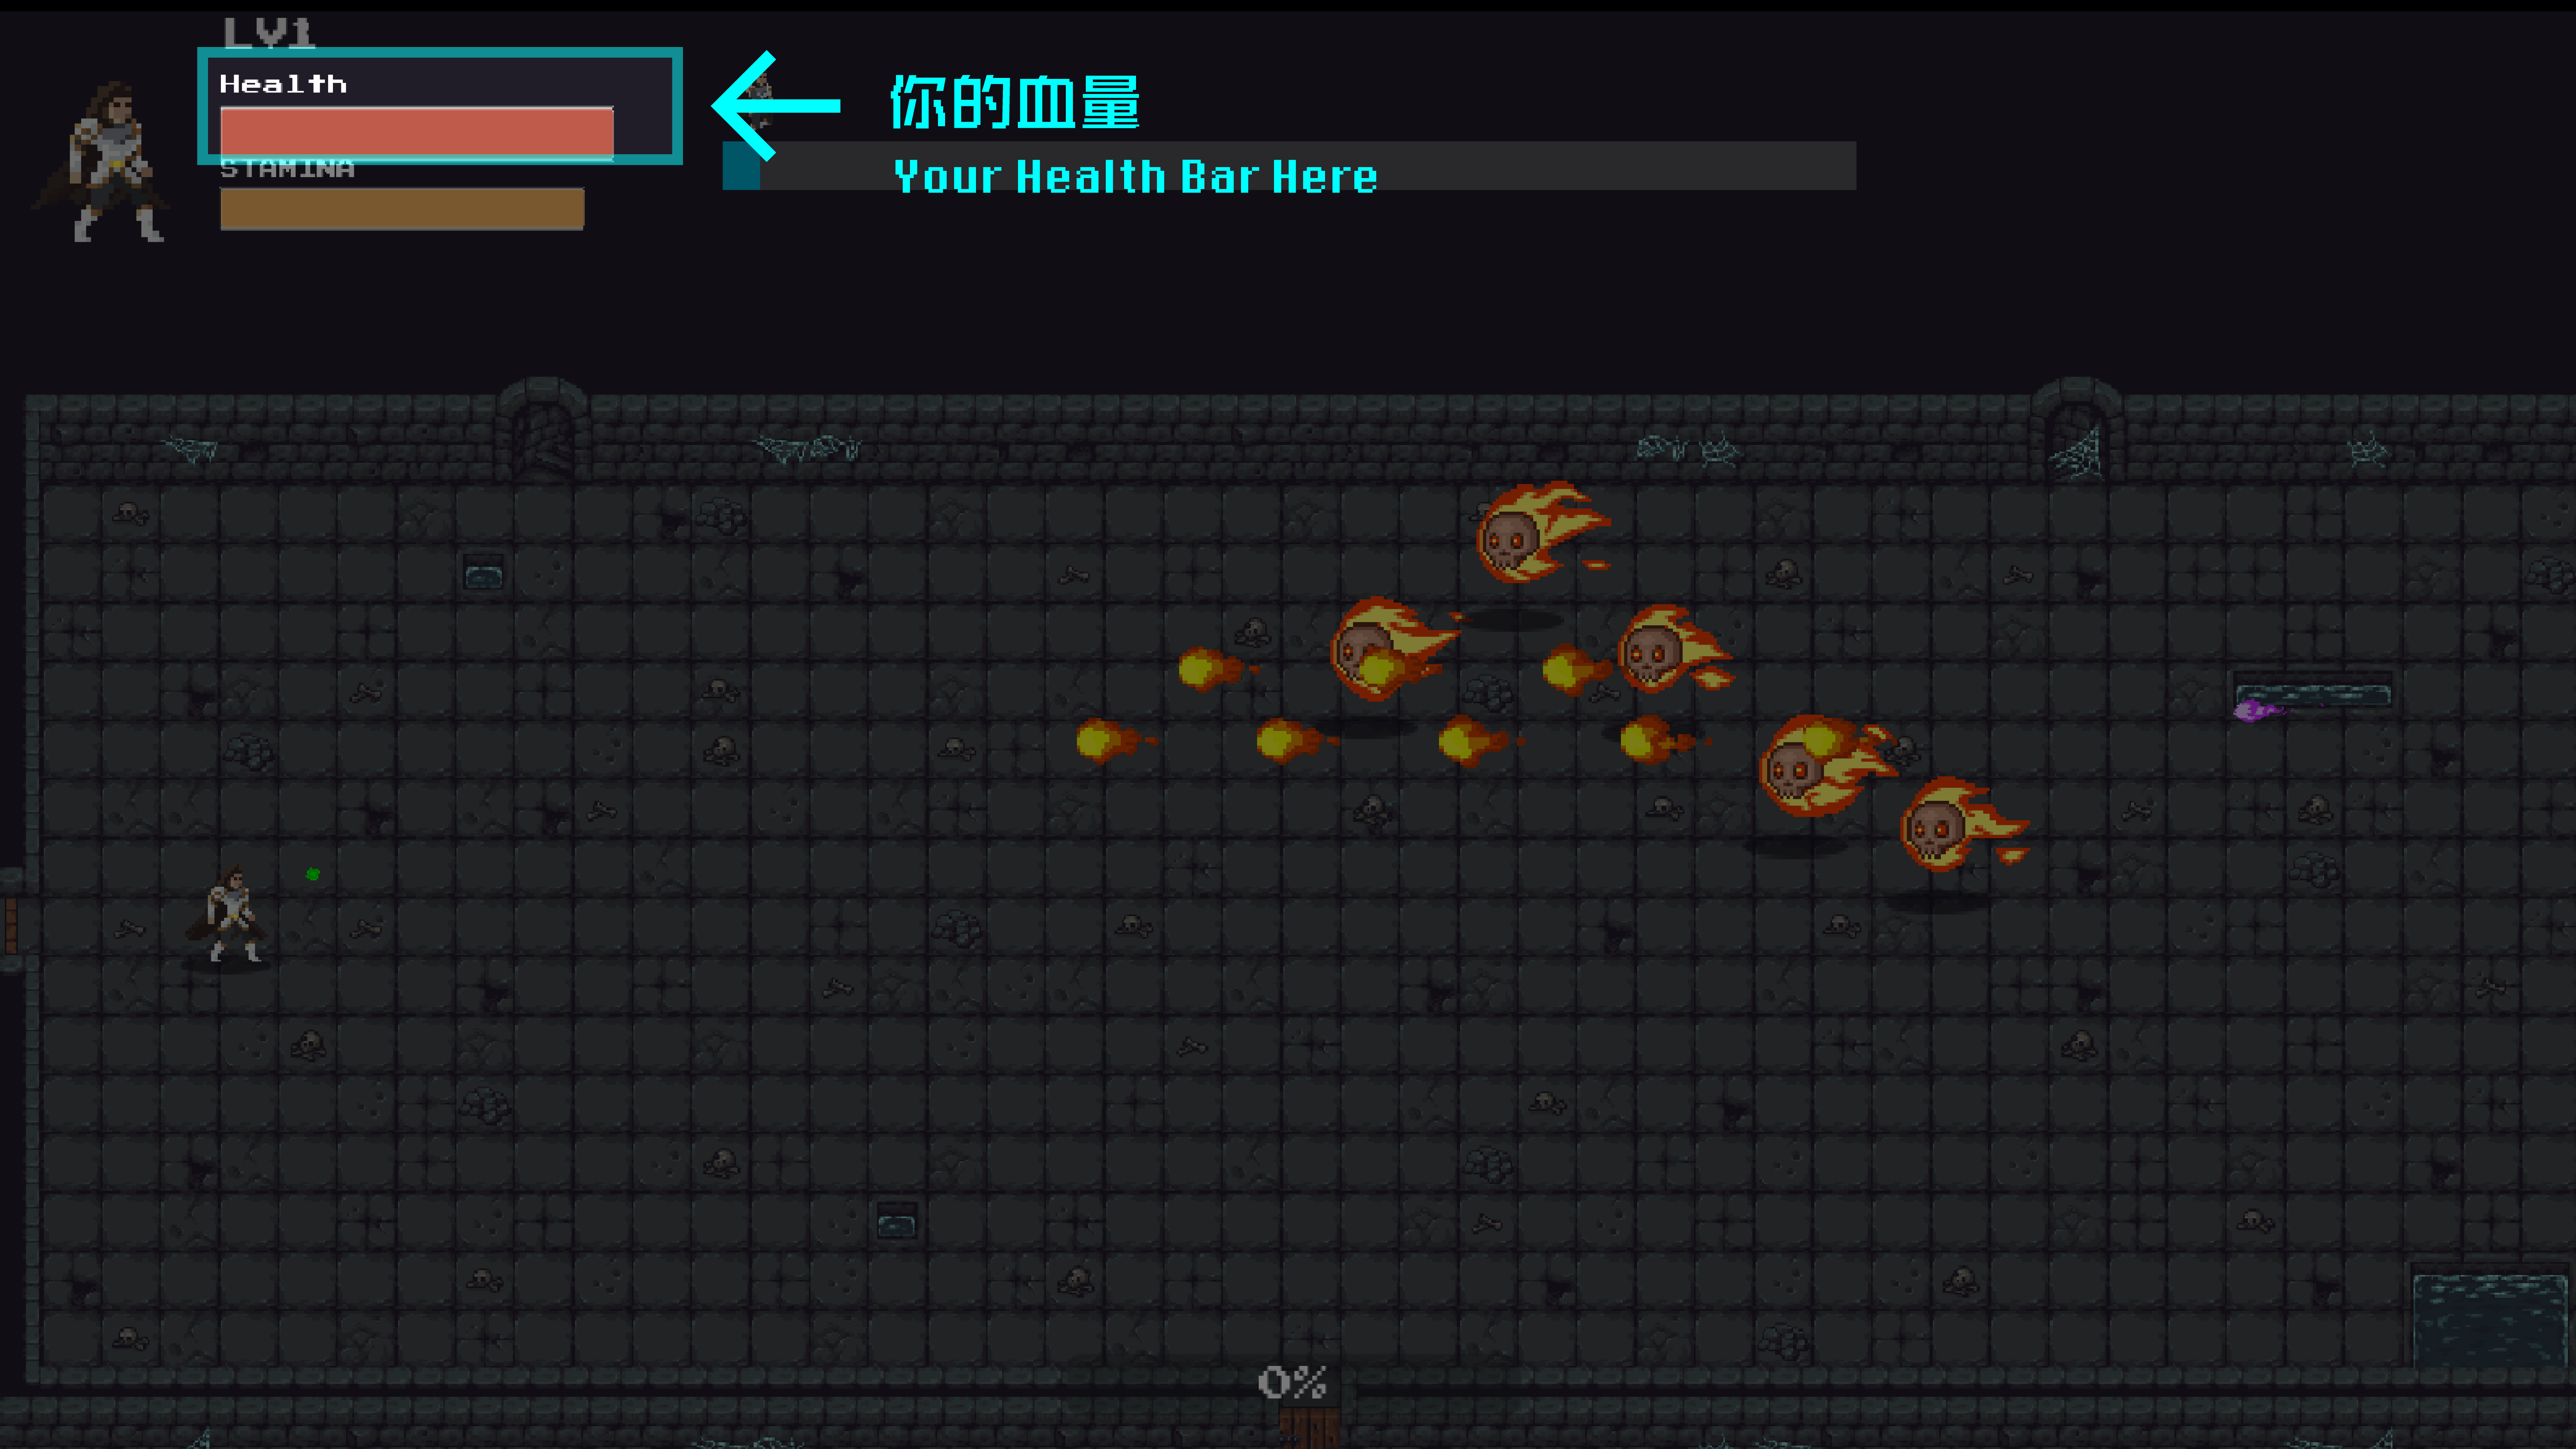 LV1
Health
你的血量
STAMINA
Your Health Bar Here
0%